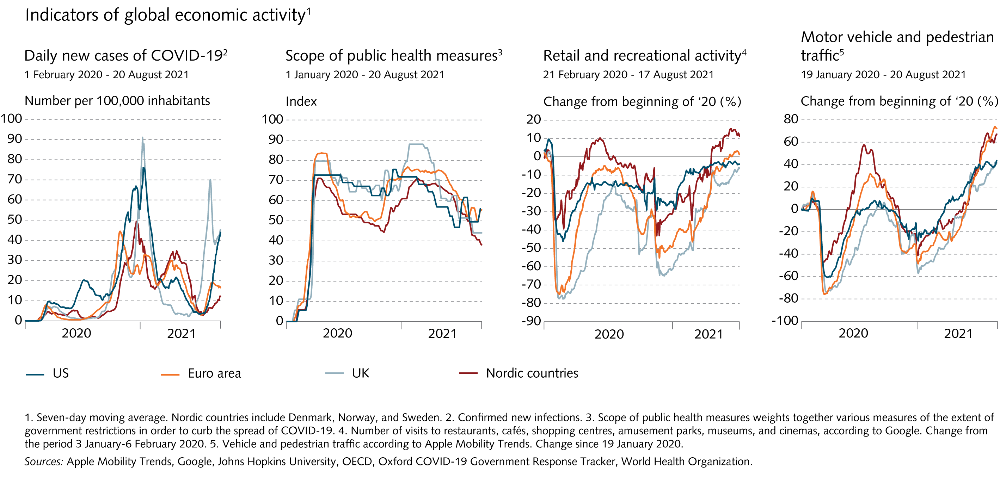 Indicators of global economic activity1
Daily new cases of COVID-192
1 February 2020 - 20 August 2021
Number per 100,000 inhabitants
100
90
80
70
60
50
40
30
20
10
0
2020
2021
Scope of public health measures3
1 January 2020 - 20 August 2021
Index
100
90
80
70
60
50
40
30
20
10
0
2020
2021
Retail and recreational activity4
21 February 2020 - 17 August 2021
Change from beginning of ‘20 (%)
20
10
0
-10
-20
-30
-40
-50
-60
-70
-80
-90
2020
2021
Motor vehicle and pedestrian
traffic5
19 January 2020 - 20 August 2021
Change from beginning of ‘20 (%)
80
60
40
20
0
-20
-40
-60
-80
-100
2020
2021
US
Euro area
UK
Nordic countries
1. Seven-day moving average. Nordic countries include Denmark, Norway, and Sweden. 2. Confirmed new infections. 3. Scope of public health measures weights together various measures of the extent of
government restrictions in order to curb the spread of COVID-19. 4. Number of visits to restaurants, cafés, shopping centres, amusement parks, museums, and cinemas, according to Google. Change from
the period 3 January-6 February 2020. 5. Vehicle and pedestrian traffic according to Apple Mobility Trends. Change since 19 January 2020.
Sources: Apple Mobility Trends, Google, Johns Hopkins University, OECD, Oxford COVID-19 Government Response Tracker, World Health Organization.